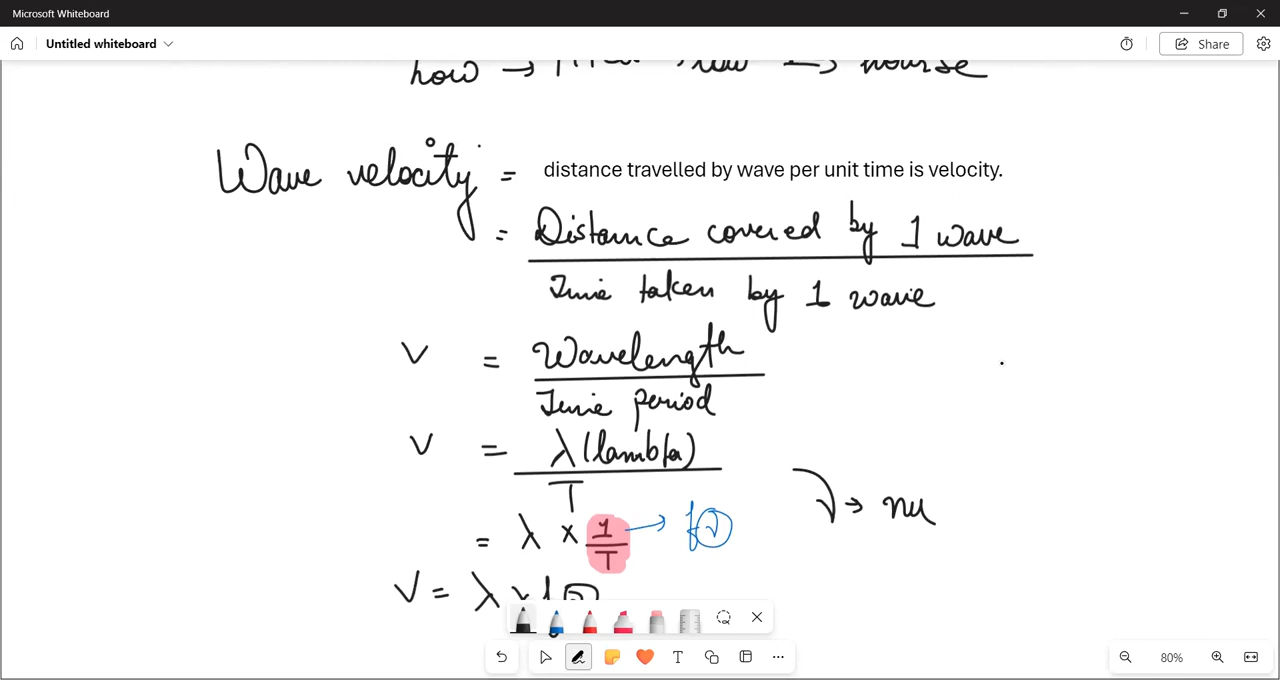 Microsoft Whiteboard
Untitled whiteboard
Share
how →
Wave velocity = distance travelled by wave per unit time is velocity.
= Distance covered by 1 wave
Time taken by 1 wave
V = Wavelength
Time period
V = λ (lambda)
T
= λ × 1/T → f
→ nu
V = λ × f
80%